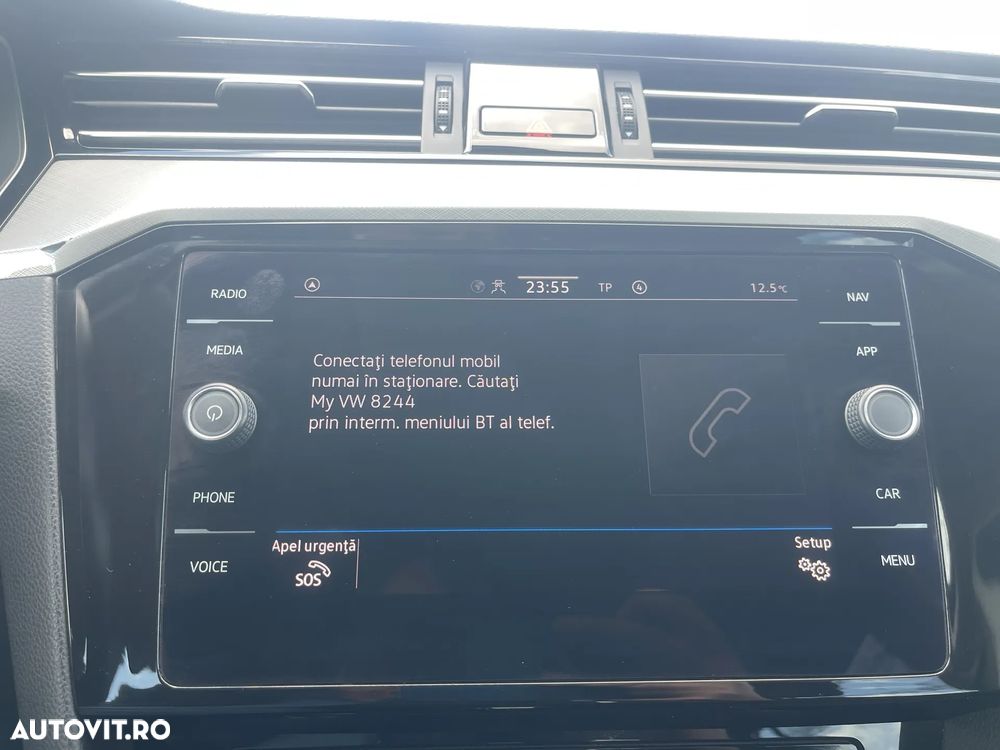 RADIO
MEDIA
PHONE
VOICE
23:55 TP 4 12.5°C
Conectaţi telefonul mobil
numai în staţionare. Căutaţi
My VW 8244
prin interm. meniului BT al telef.
Apel urgenţă
SOS
Setup
NAV
APP
CAR
MENU
AUTOVIT.RO